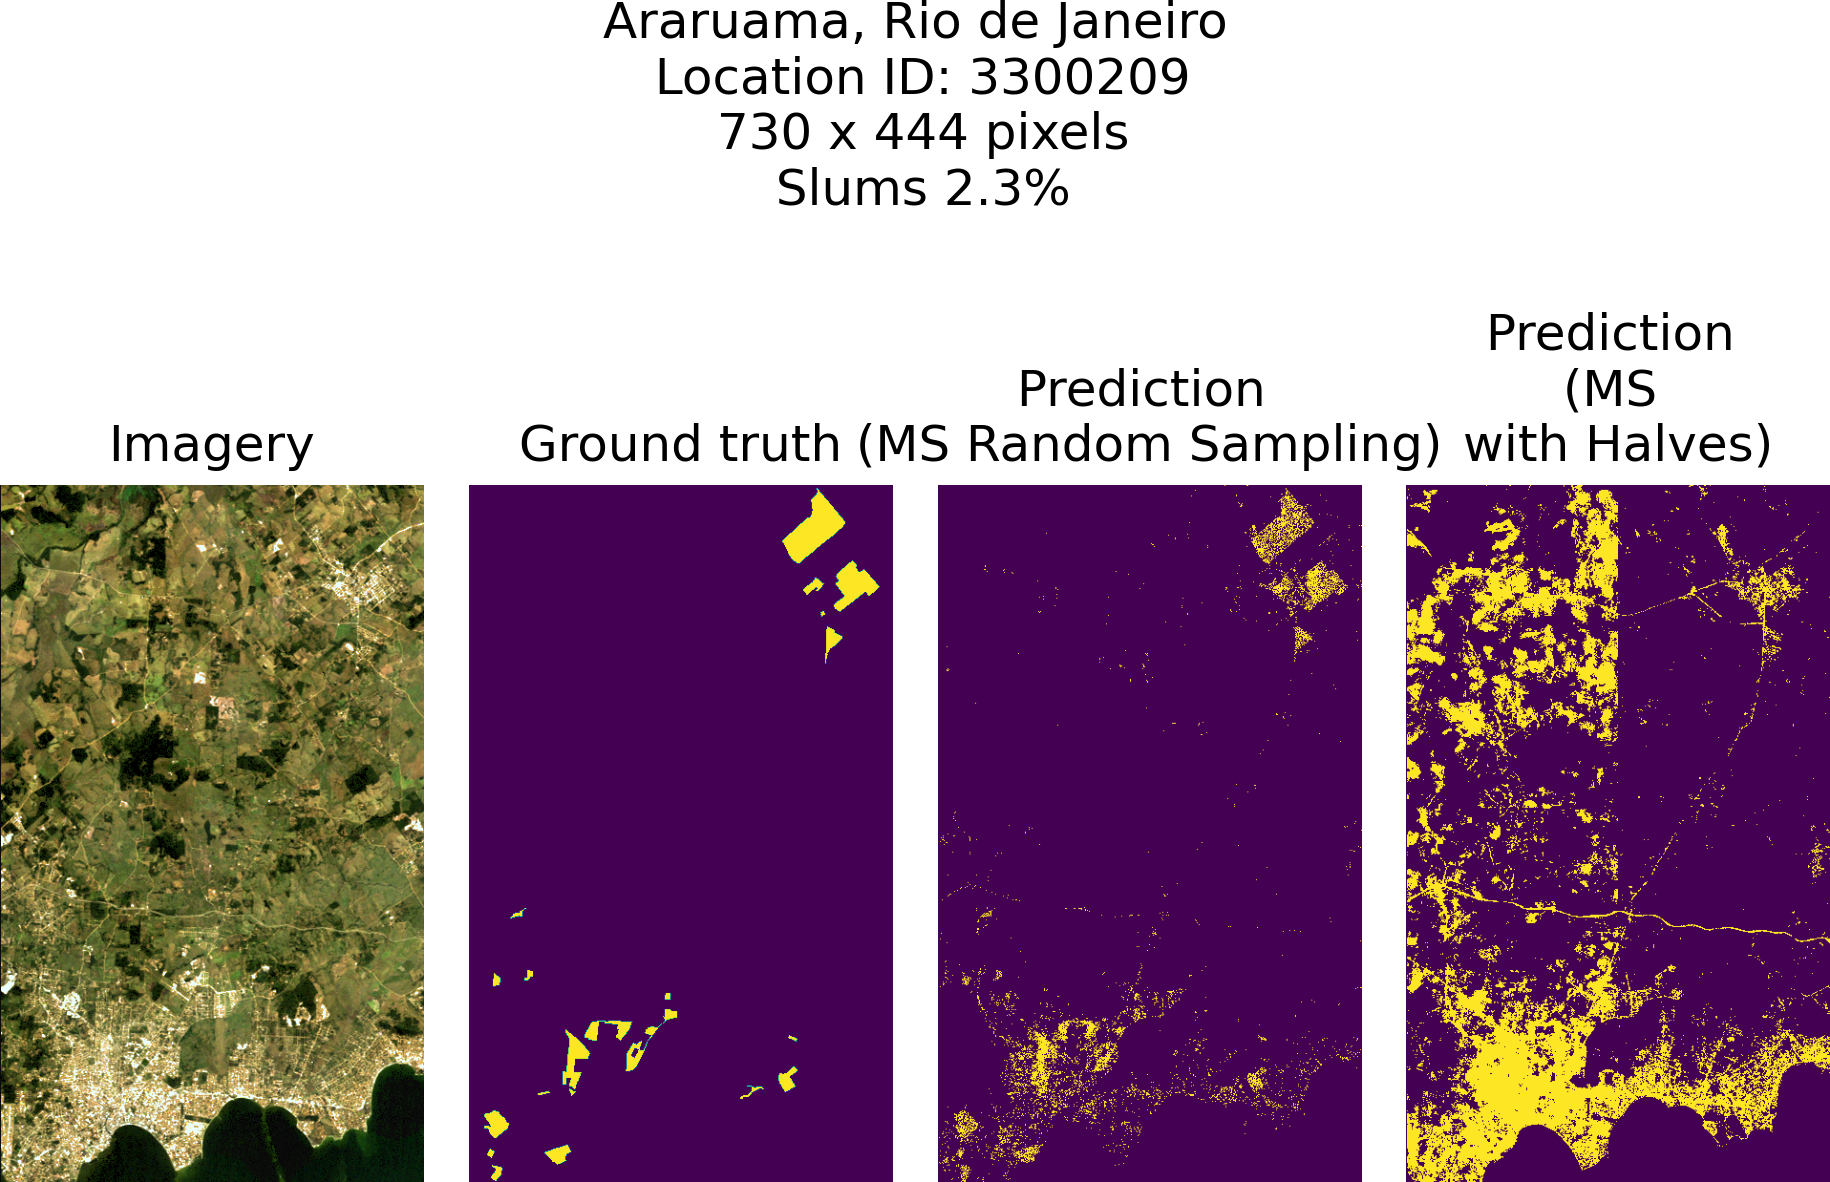 Araruama, Rio de Janeiro
Location ID: 3300209
730 x 444 pixels
Slums 2.3%
Imagery
Ground truth
Prediction
(MS Random Sampling)
Prediction
(MS
with Halves)